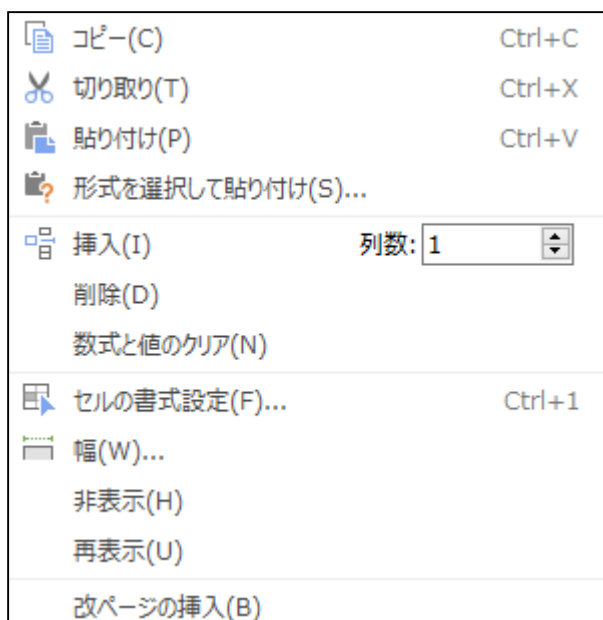 コピー(C) Ctrl+C
切り取り(T) Ctrl+X
貼り付け(P) Ctrl+V
形式を選択して貼り付け(S)...
挿入(I) 列数: 1
削除(D)
数式と値のクリア(N)
セルの書式設定(F)... Ctrl+1
幅(W)...
非表示(H)
再表示(U)
改ページの挿入(B)